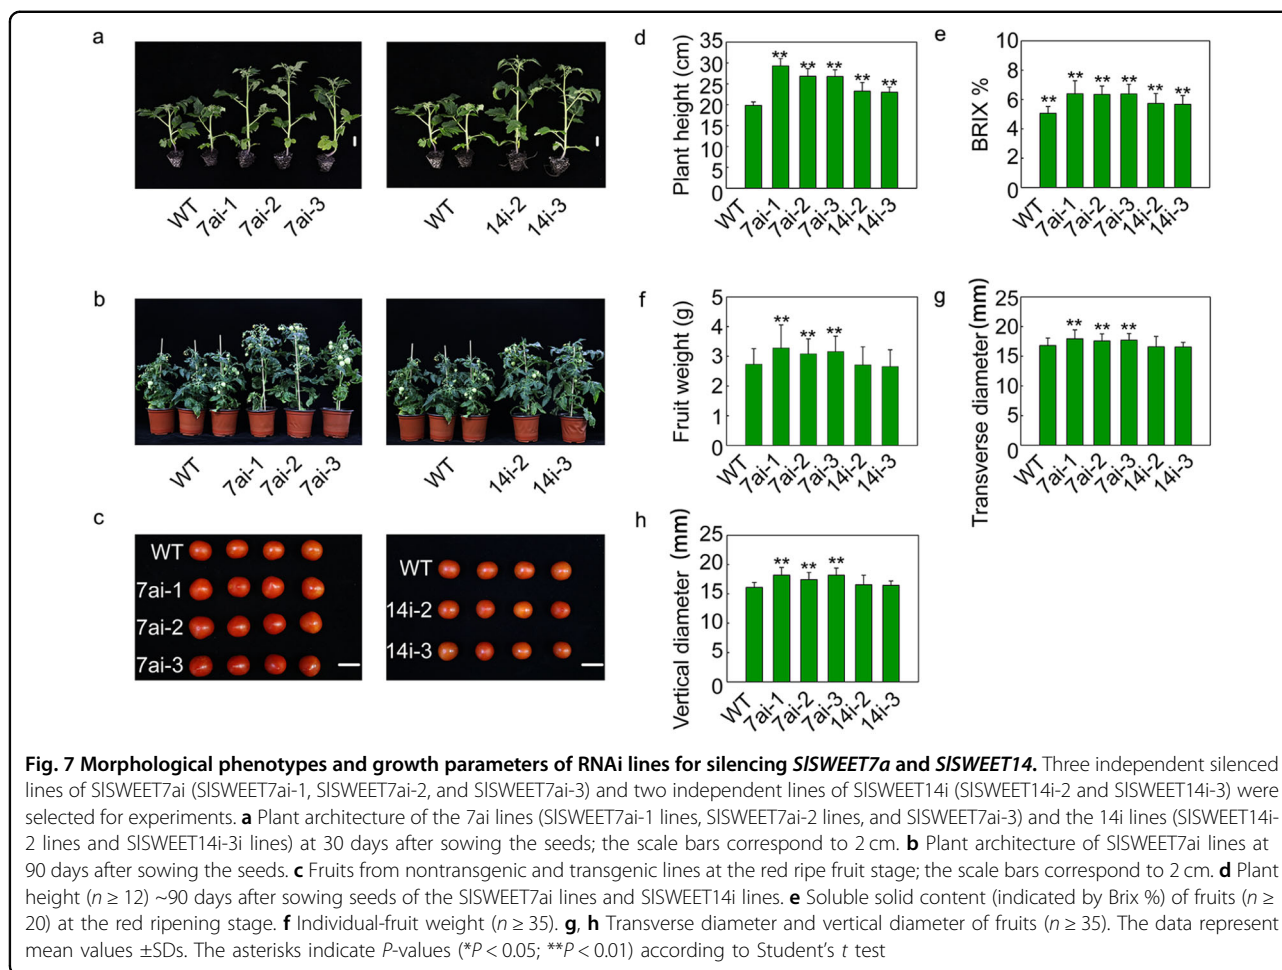 a
WT
7ai-1
7ai-2
7ai-3
WT
14i-2
14i-3
d
Plant height (cm)
35
30
25
20
15
10
5
0
**
**
**
**
**
WT
7ai-1
7ai-2
7ai-3
14i-2
14i-3
e
BRIX %
10
8
6
4
2
0
**
**
**
**
**
**
WT
7ai-1
7ai-2
7ai-3
14i-2
14i-3
b
WT
7ai-1
7ai-2
7ai-3
WT
14i-2
14i-3
f
Fruit weight (g)
5
4
3
2
1
0
**
**
**
WT
7ai-1
7ai-2
7ai-3
14i-2
14i-3
g
Transverse diameter (mm)
25
20
15
10
5
0
**
**
**
WT
7ai-1
7ai-2
7ai-3
14i-2
14i-3
c
WT
7ai-1
7ai-2
7ai-3
WT
14i-2
14i-3
h
Vertical diameter (mm)
25
20
15
10
5
0
**
**
**
WT
7ai-1
7ai-2
7ai-3
14i-2
14i-3
Fig. 7 Morphological phenotypes and growth parameters of RNAi lines for silencing SlSWEET7a and SlSWEET14. Three independent silenced
lines of SlSWEET7ai (SlSWEET7ai-1, SlSWEET7ai-2, and SlSWEET7ai-3) and two independent lines of SlSWEET14i (SlSWEET14i-2 and SlSWEET14i-3) were
selected for experiments. a Plant architecture of the 7ai lines (SlSWEET7ai-1 lines, SlSWEET7ai-2 lines, and SlSWEET7ai-3) and the 14i lines (SlSWEET14i-
2 lines and SlSWEET14i-3i lines) at 30 days after sowing the seeds; the scale bars correspond to 2 cm. b Plant architecture of SlSWEET7ai lines at
90 days after sowing the seeds. c Fruits from nontransgenic and transgenic lines at the red ripe fruit stage; the scale bars correspond to 2 cm. d Plant
height (n ≥ 12) ~90 days after sowing seeds of the SlSWEET7ai lines and SlSWEET14i lines. e Soluble solid content (indicated by Brix %) of fruits (n ≥
20) at the red ripening stage. f Individual-fruit weight (n ≥ 35). g, h Transverse diameter and vertical diameter of fruits (n ≥ 35). The data represent
mean values ±SDs. The asterisks indicate P-values (*P < 0.05; **P < 0.01) according to Student's t test